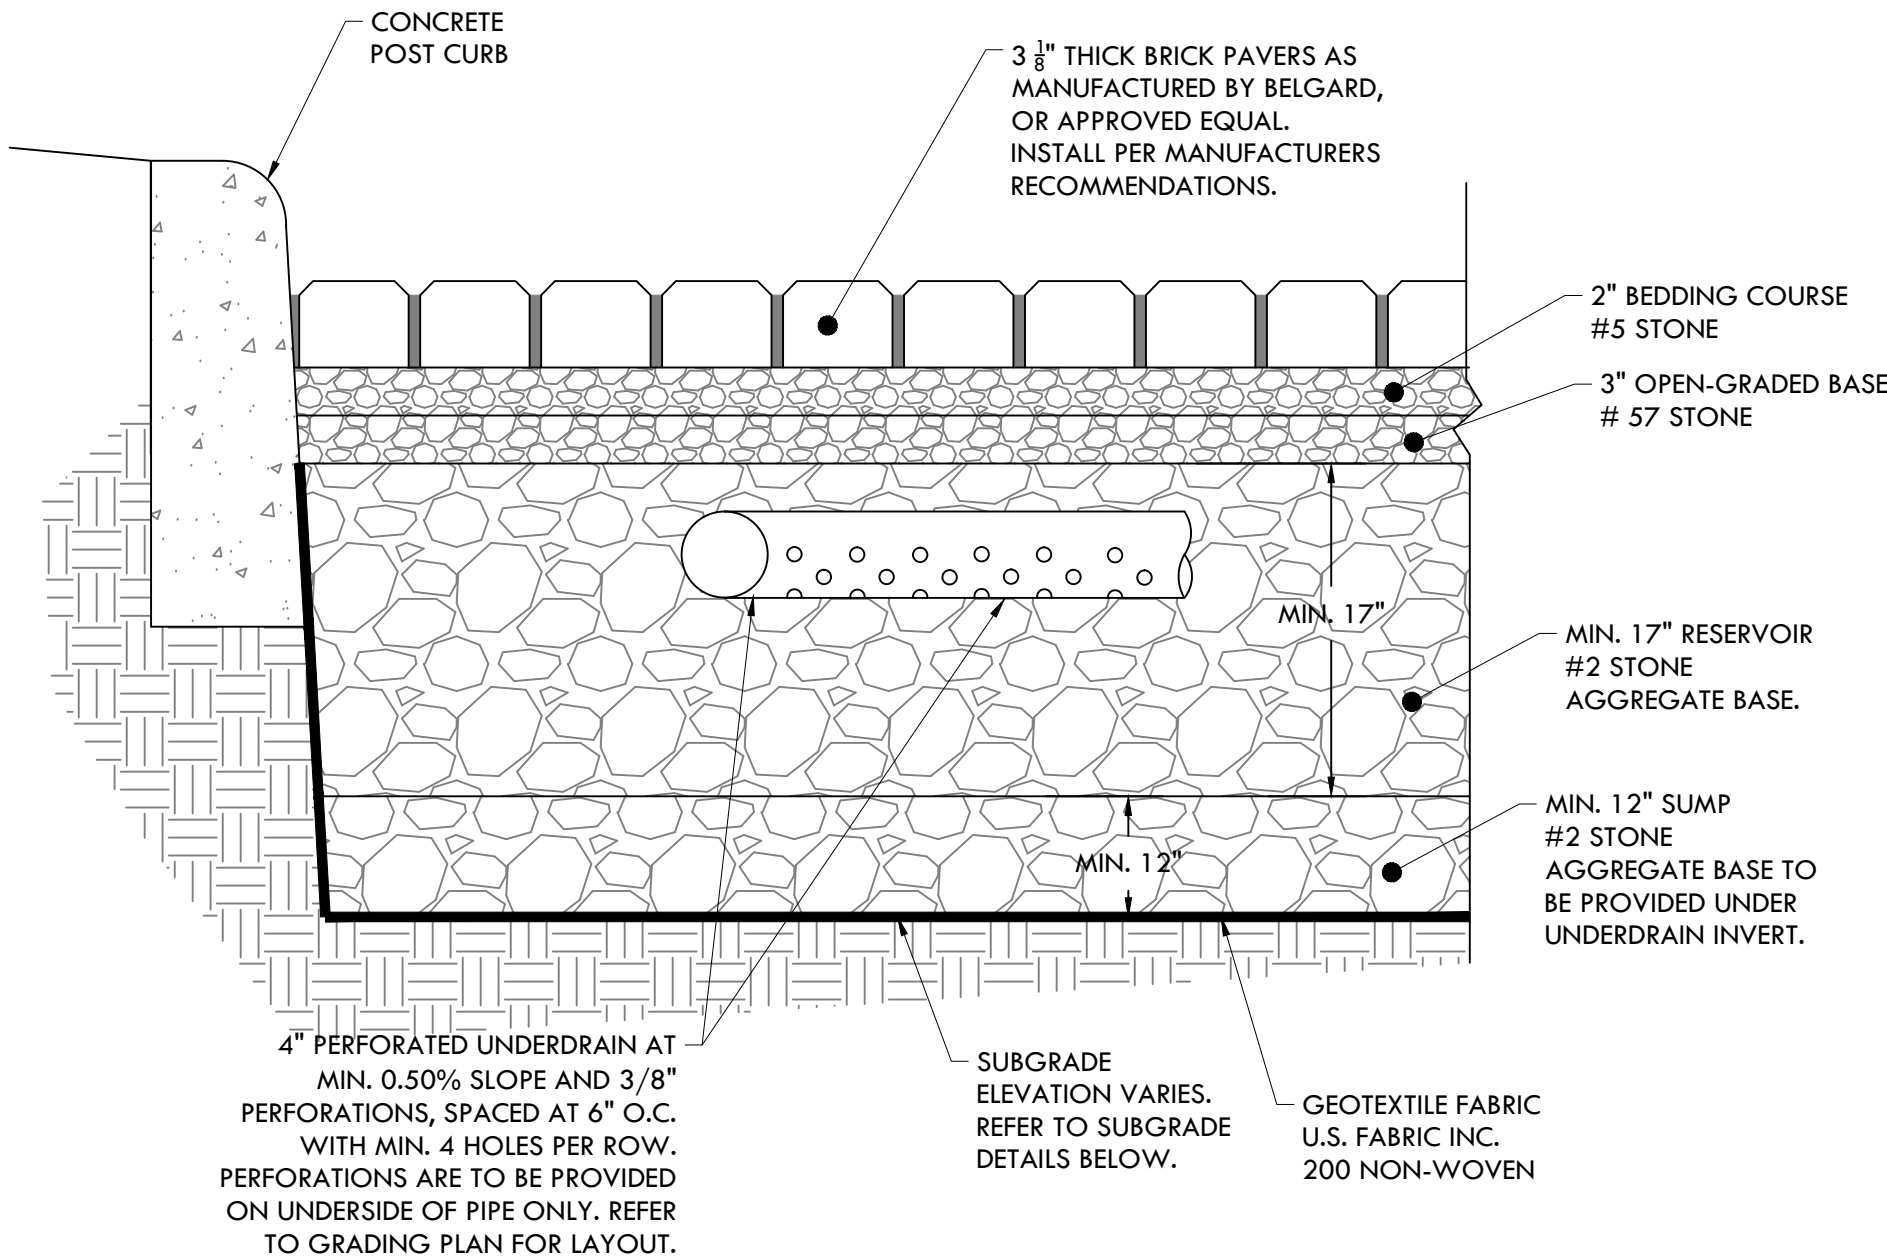 CONCRETE
POST CURB
3 1/8" THICK BRICK PAVERS AS
MANUFACTURED BY BELGARD,
OR APPROVED EQUAL.
INSTALL PER MANUFACTURERS
RECOMMENDATIONS.
2" BEDDING COURSE
#5 STONE
3" OPEN-GRADED BASE
# 57 STONE
MIN. 17"
MIN. 17" RESERVOIR
#2 STONE
AGGREGATE BASE.
MIN. 12"
MIN. 12" SUMP
#2 STONE
AGGREGATE BASE TO
BE PROVIDED UNDER
UNDERDRAIN INVERT.
4" PERFORATED UNDERDRAIN AT
MIN. 0.50% SLOPE AND 3/8"
PERFORATIONS, SPACED AT 6" O.C.
WITH MIN. 4 HOLES PER ROW.
PERFORATIONS ARE TO BE PROVIDED
ON UNDERSIDE OF PIPE ONLY. REFER
TO GRADING PLAN FOR LAYOUT.
SUBGRADE
ELEVATION VARIES.
REFER TO SUBGRADE
DETAILS BELOW.
GEOTEXTILE FABRIC
U.S. FABRIC INC.
200 NON-WOVEN